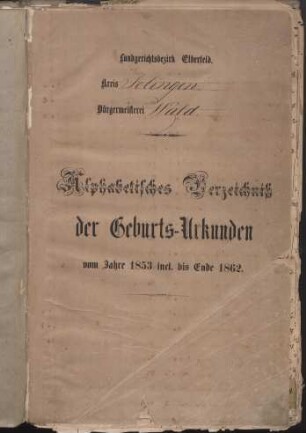 Landgerichtsbezirk Elberfeld.
Kreis Solingen
Bürgermeisterei Wald
Alphabetisches Verzeichniß
der Geburts-Urkunden
vom Jahre 1853 incl. bis Ende 1862.